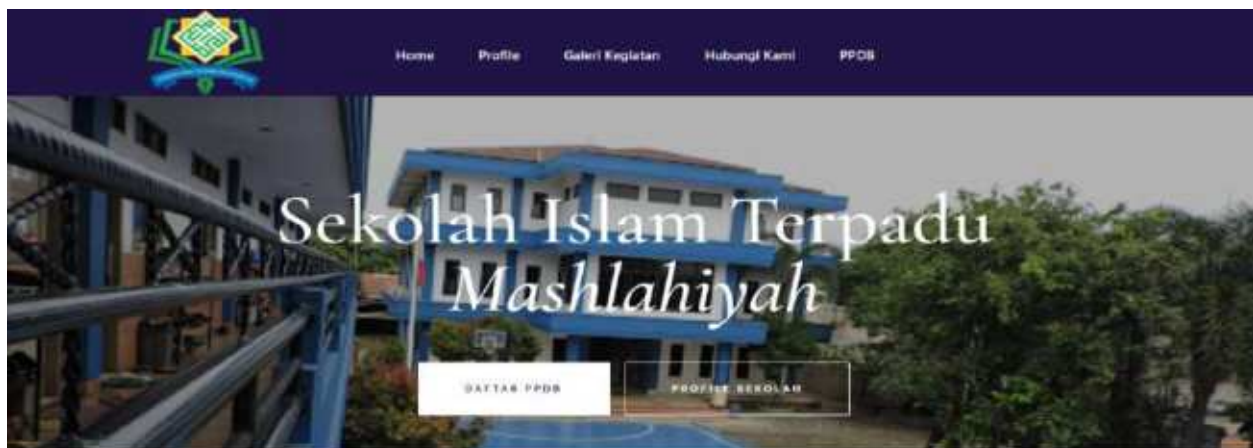 Home
Profile
Galeri Kegiatan
Hubungi Kami
PPDB
Sekolah Islam Terpadu
Mashlahiyah
DAFTAR PPDB
PROFILE SEKOLAH